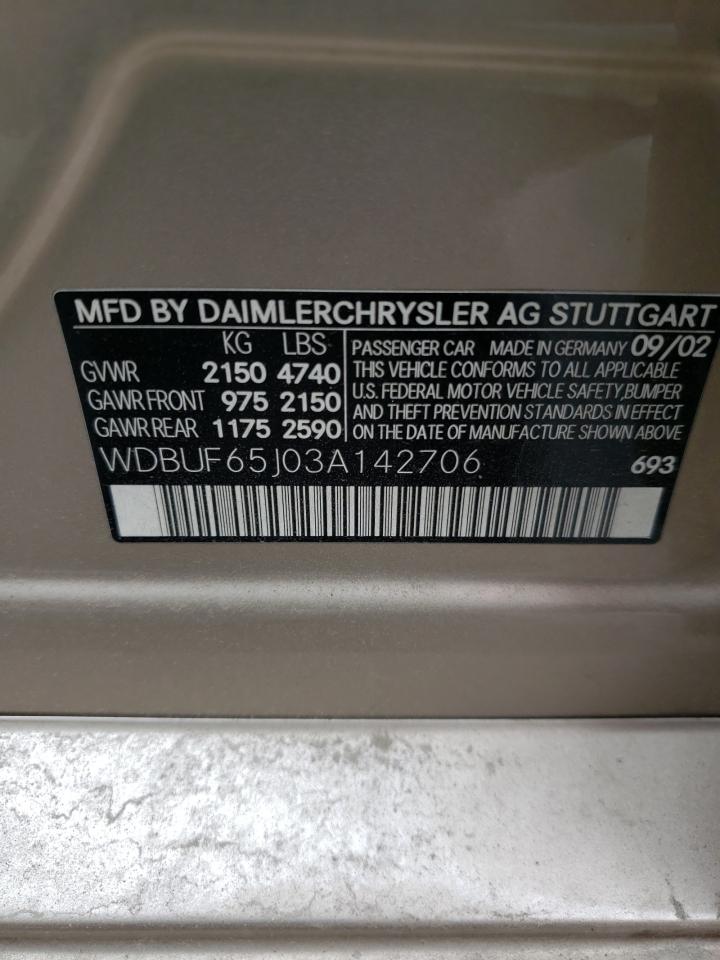 MFD BY DAIMLERCHRYSLER AG STUTTGART
KG LBS
GVWR 2150 4740
GAWR FRONT 975 2150
GAWR REAR 1175 2590
PASSENGER CAR MADE IN GERMANY 09/02
THIS VEHICLE CONFORMS TO ALL APPLICABLE
U.S. FEDERAL MOTOR VEHICLE SAFETY,BUMPER
AND THEFT PREVENTION STANDARDS IN EFFECT
ON THE DATE OF MANUFACTURE SHOWN ABOVE
WDBUF65J03A142706 693